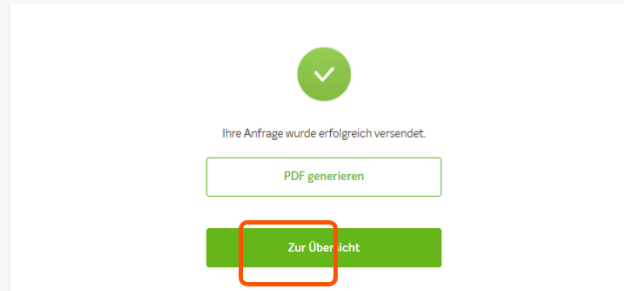 Ihre Anfrage wurde erfolgreich versendet.
PDF generieren
Zur Übersicht